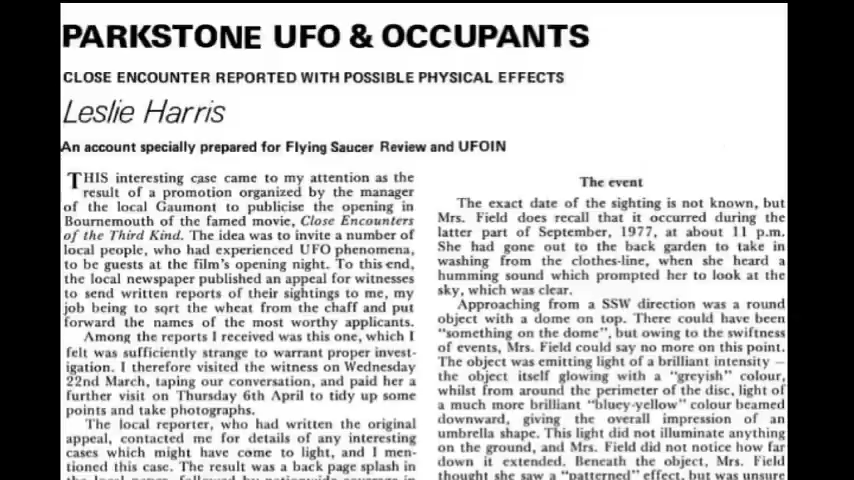 PARKSTONE UFO & OCCUPANTS
CLOSE ENCOUNTER REPORTED WITH POSSIBLE PHYSICAL EFFECTS
Leslie Harris
An account specially prepared for Flying Saucer Review and UFOIN
THIS interesting case came to my attention as the
result of a promotion organized by the manager
of the local Gaumont to publicise the opening in
Bournemouth of the famed movie, Close Encounters
of the Third Kind. The idea was to invite a number of
local people, who had experienced UFO phenomena,
to be guests at the film's opening night. To this end,
the local newspaper published an appeal for witnesses
to send written reports of their sightings to me, my
job being to sort the wheat from the chaff and put
forward the names of the most worthy applicants.
Among the reports I received was this one, which I
felt was sufficiently strange to warrant proper invest-
igation. I therefore visited the witness on Wednesday
22nd March, taping our conversation, and paid her a
further visit on Thursday 6th April to tidy up some
points and take photographs.
The local reporter, who had written the original
appeal, contacted me for details of any interesting
cases which might have come to light, and I men-
tioned this case. The result was a back page splash in
the local paper, followed by nationwide coverage in
The event
The exact date of the sighting is not known, but
Mrs. Field does recall that it occurred during the
latter part of September, 1977, at about 11 p.m.
She had gone out to the back garden to take in
washing from the clothes-line, when she heard a
humming sound which prompted her to look at the
sky, which was clear.
Approaching from a SSW direction was a round
object with a dome on top. There could have been
"something on the dome", but owing to the swiftness
of events, Mrs. Field could say no more on this point.
The object was emitting light of a brilliant intensity —
the object itself glowing with a "greyish" colour,
whilst from around the perimeter of the disc, light of
a much more brilliant "bluey-yellow" colour beamed
downward, giving the overall impression of an
umbrella shape. This light did not illuminate anything
on the ground, and Mrs. Field did not notice how far
down it extended. Beneath the object, Mrs. Field
thought she saw a "patterned" effect, but was unsure